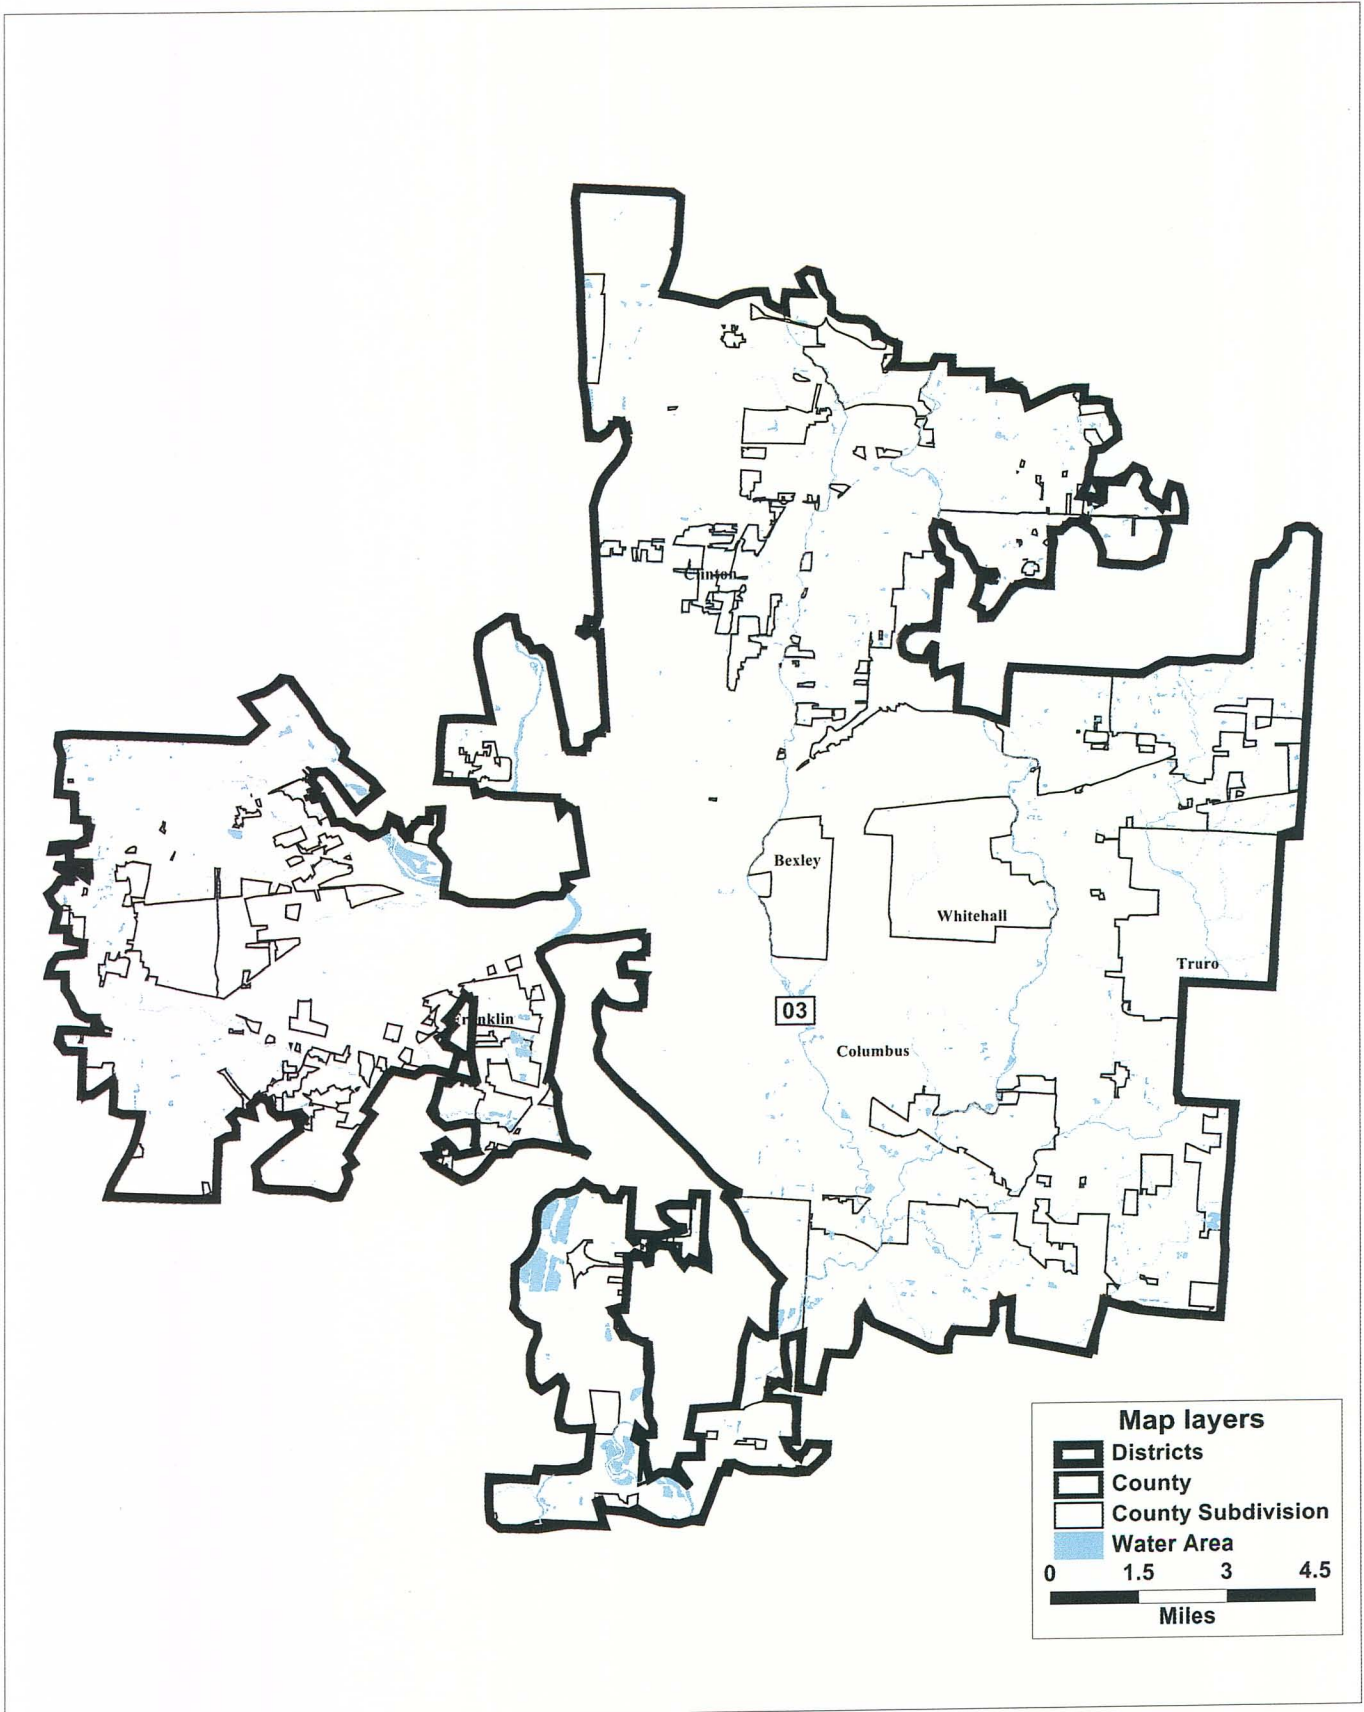 Clinton
Bexley
Whitehall
Truro
03
Franklin
Columbus
Map layers
Districts
County
County Subdivision
Water Area
0 1.5 3 4.5
Miles